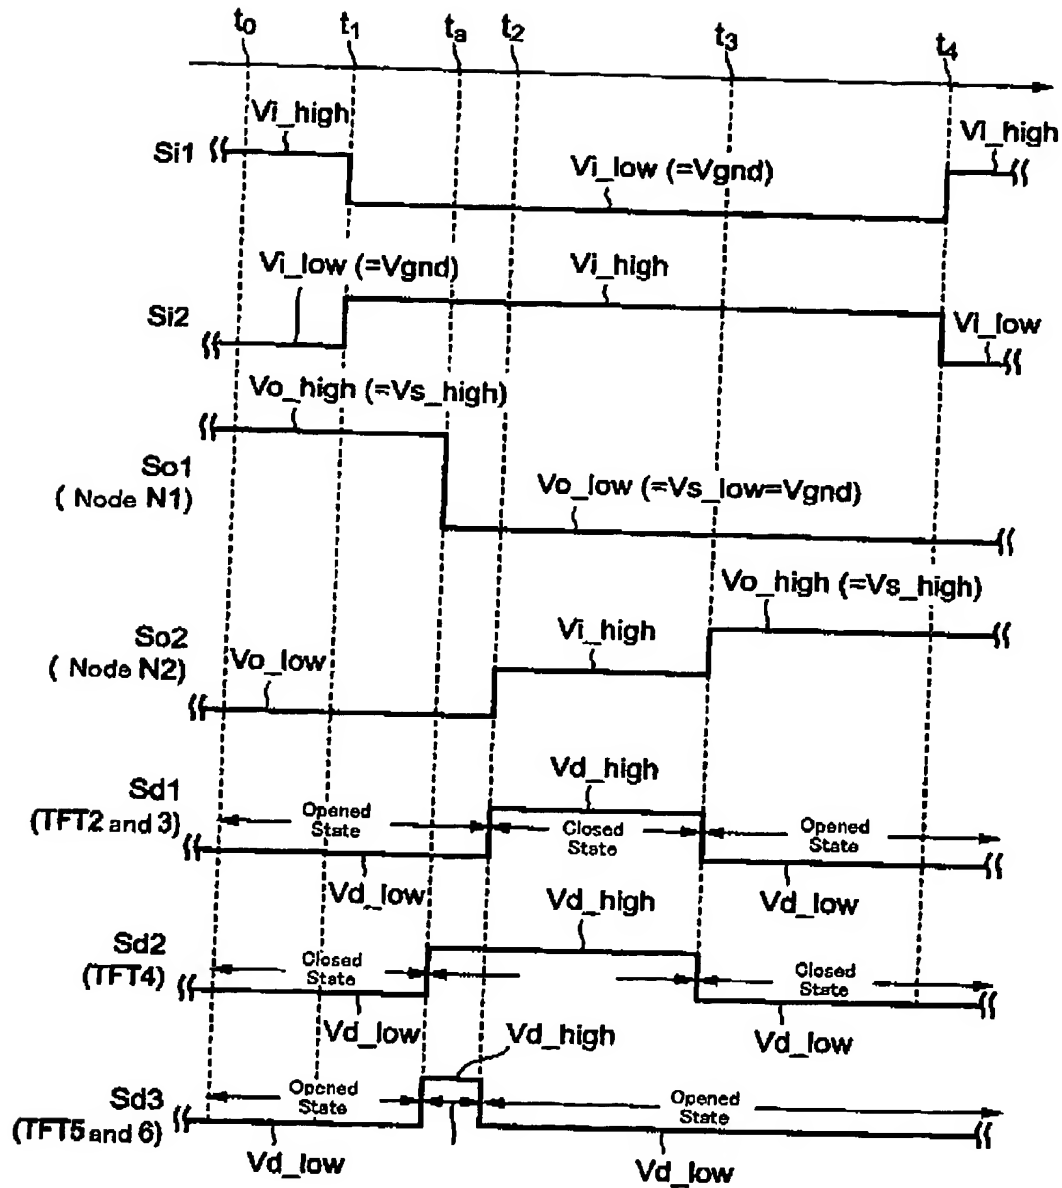 t0 t1 ta t2 t3 t4
Vi_high
Si1
Vi_low (=Vgnd)
Vi_high
Vi_low (=Vgnd)
Vi_high
Si2
Vi_low
Vo_high (=Vs_high)
So1
( Node N1)
Vo_low (=Vs_low=Vgnd)
Vo_high (=Vs_high)
So2
( Node N2)
Vo_low
Vi_high
Vd_high
Sd1
(TFT2 and 3)
Opened
State
Closed
State
Opened
State
Vd_low
Vd_low
Vd_high
Sd2
(TFT4)
Closed
State
Closed
State
Vd_low
Vd_low
Vd_high
Sd3
(TFT5 and 6)
Opened
State
Opened
State
Vd_low
Vd_low